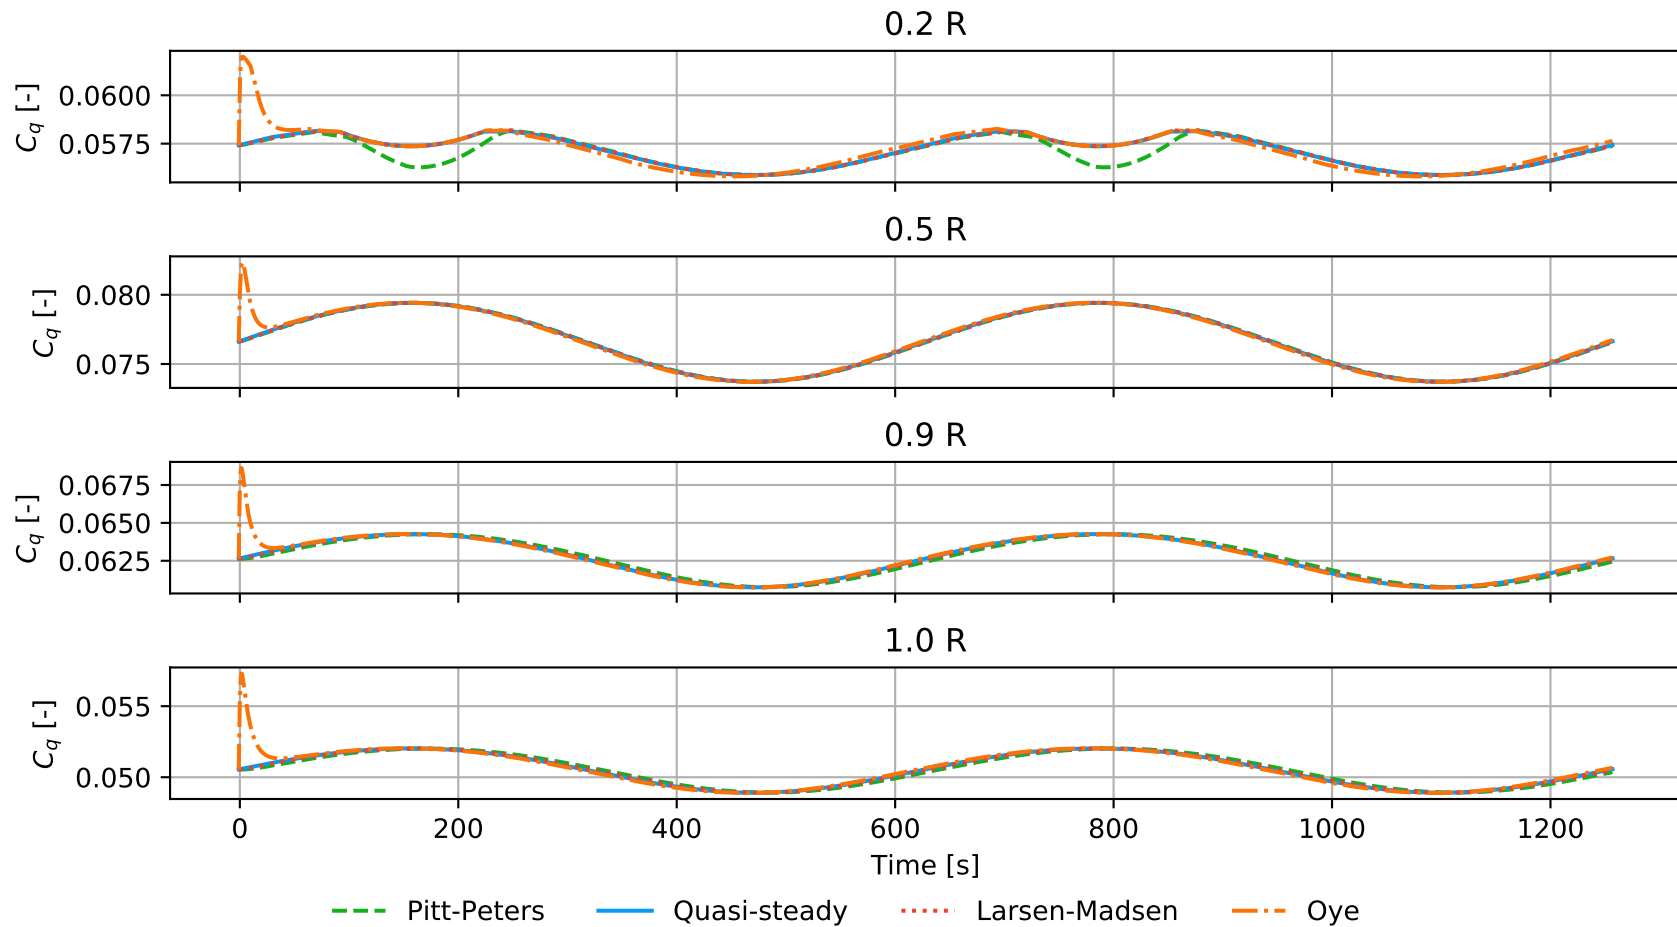 0.2 R
C_q [-]
0.0600
0.0575
0.5 R
C_q [-]
0.080
0.075
0.9 R
C_q [-]
0.0675
0.0650
0.0625
1.0 R
C_q [-]
0.055
0.050
0 200 400 600 800 1000 1200
Time [s]
Pitt-Peters Quasi-steady Larsen-Madsen Oye